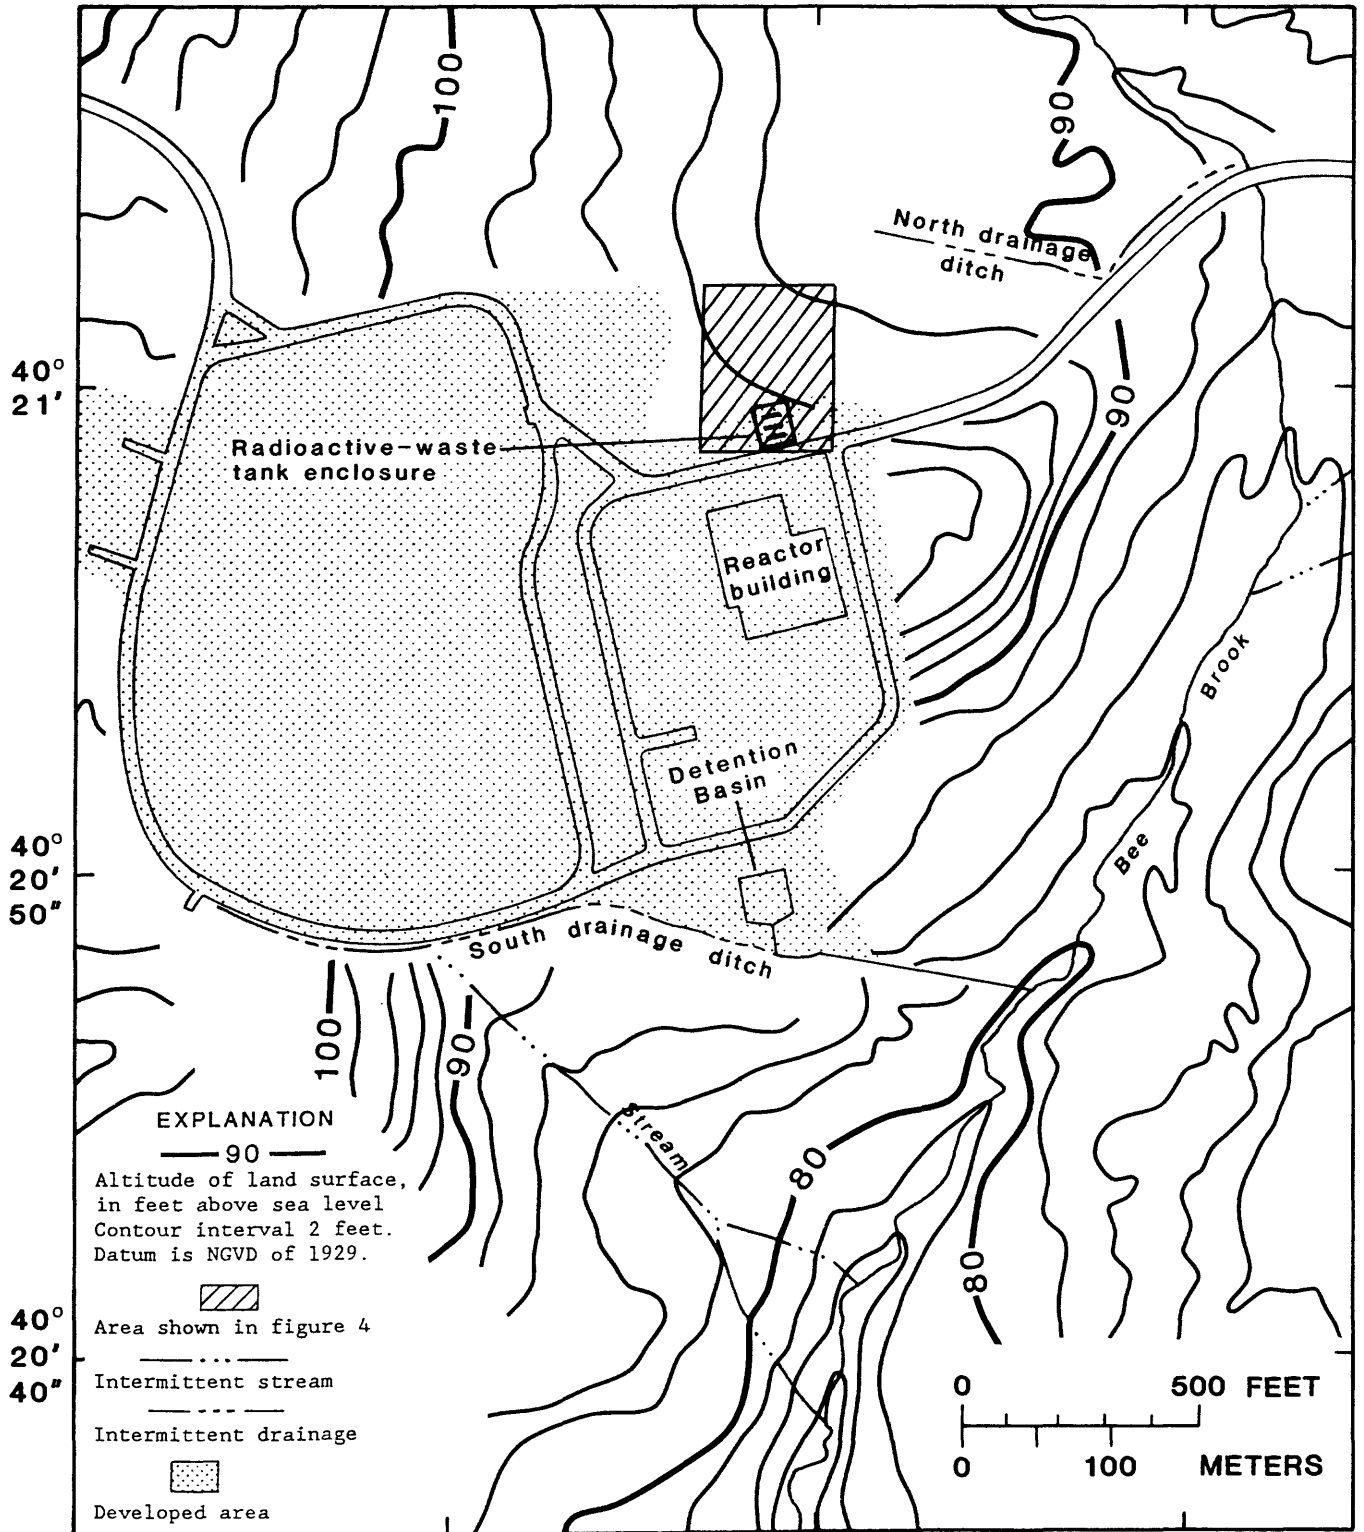 100
90
North drainage
ditch
40°
21'
90
Radioactive-waste
tank enclosure
Reactor
building
Brook
Detention
Basin
Bee
40°
20'
50"
South drainage ditch
100
90
EXPLANATION
90
Altitude of land surface,
in feet above sea level
Contour interval 2 feet.
Datum is NGVD of 1929.
Stream
80
80
Area shown in figure 4
40°
20'
40"
Intermittent stream
Intermittent drainage
Developed area
0 500 FEET
0 100 METERS